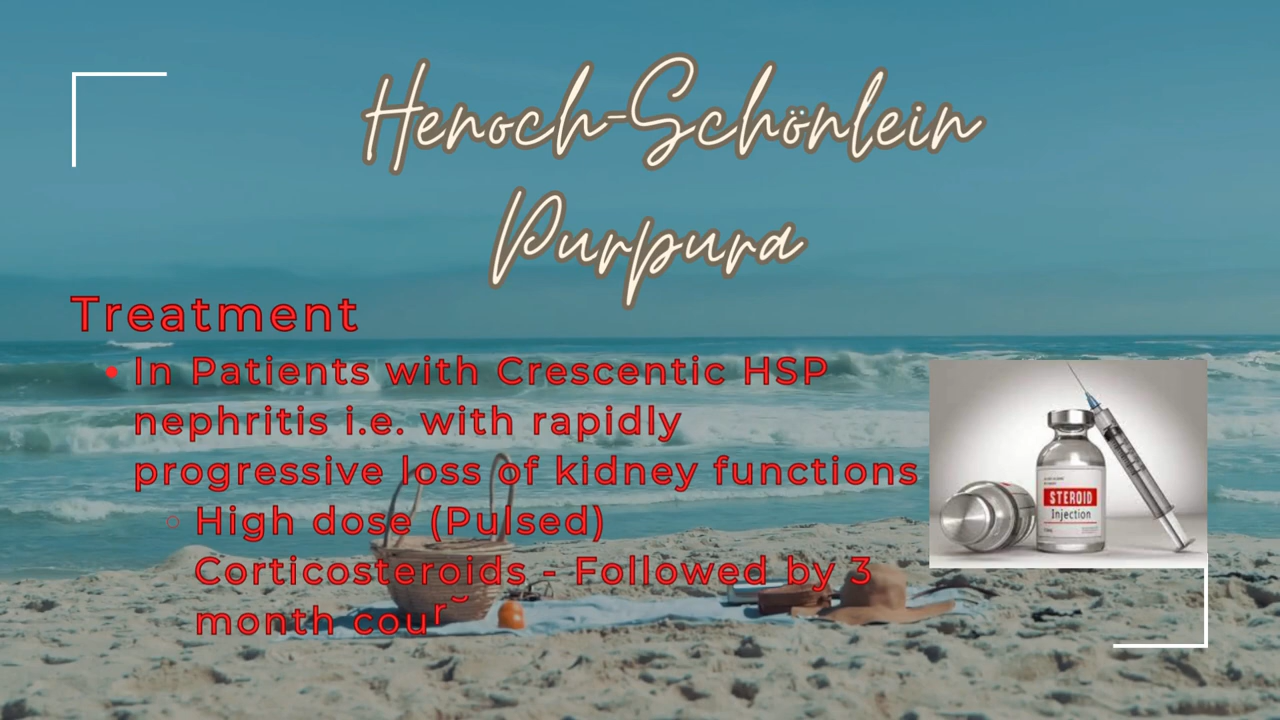 Henoch-Schönlein
Purpura
Treatment
• In Patients with Crescentic HSP
nephritis i.e. with rapidly
progressive loss of kidney functions
○ High dose (Pulsed)
Corticosteroids - Followed by 3
month cour
STEROID
Injection